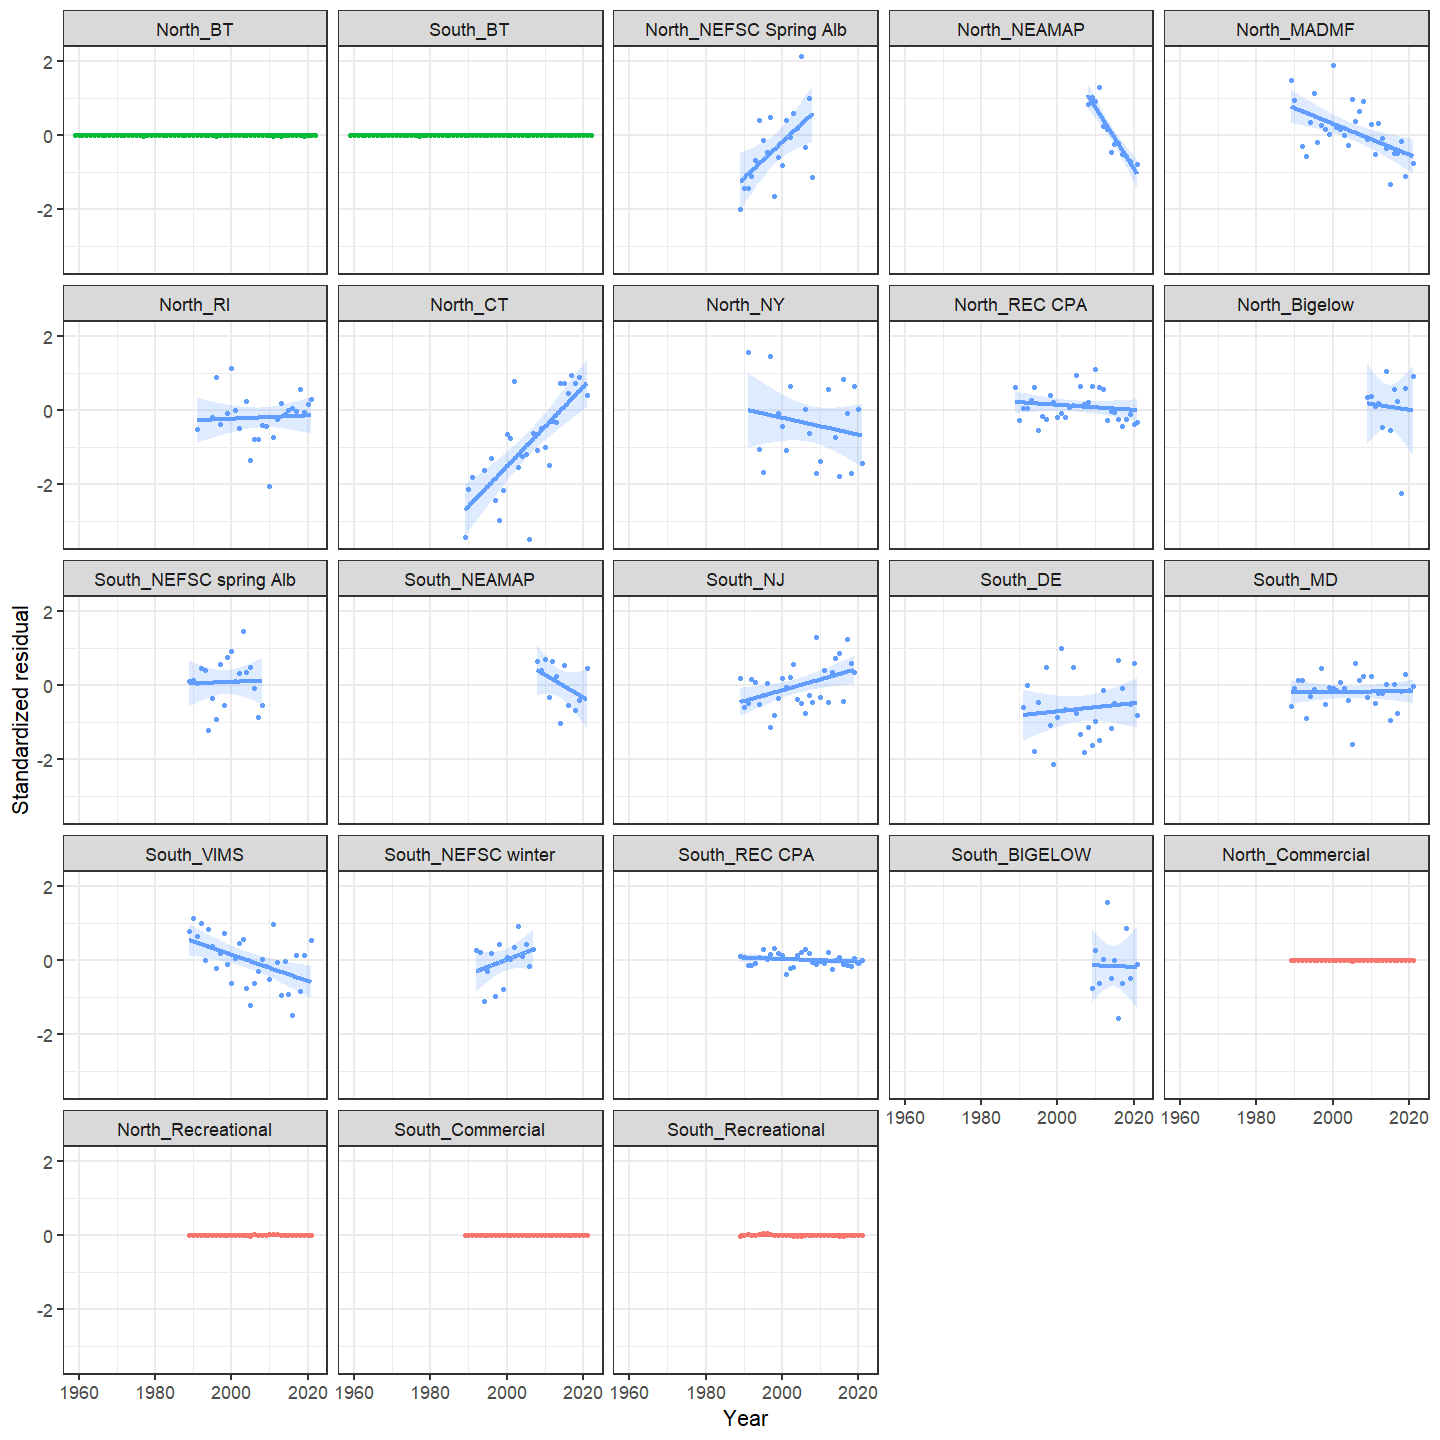 North_BT South_BT North_NEFSC Spring Alb North_NEAMAP North_MADMF
2
0
-2
North_RI North_CT North_NY North_REC CPA North_Bigelow
2
0
-2
South_NEFSC spring Alb South_NEAMAP South_NJ South_DE South_MD
2
0
-2
Standardized residual
South_VIMS South_NEFSC winter South_REC CPA South_BIGELOW North_Commercial
2
0
-2
1960 1980 2000 2020 1960 1980 2000 2020
North_Recreational South_Commercial South_Recreational
2
0
-2
1960 1980 2000 2020 1960 1980 2000 2020 1960 1980 2000 2020
Year